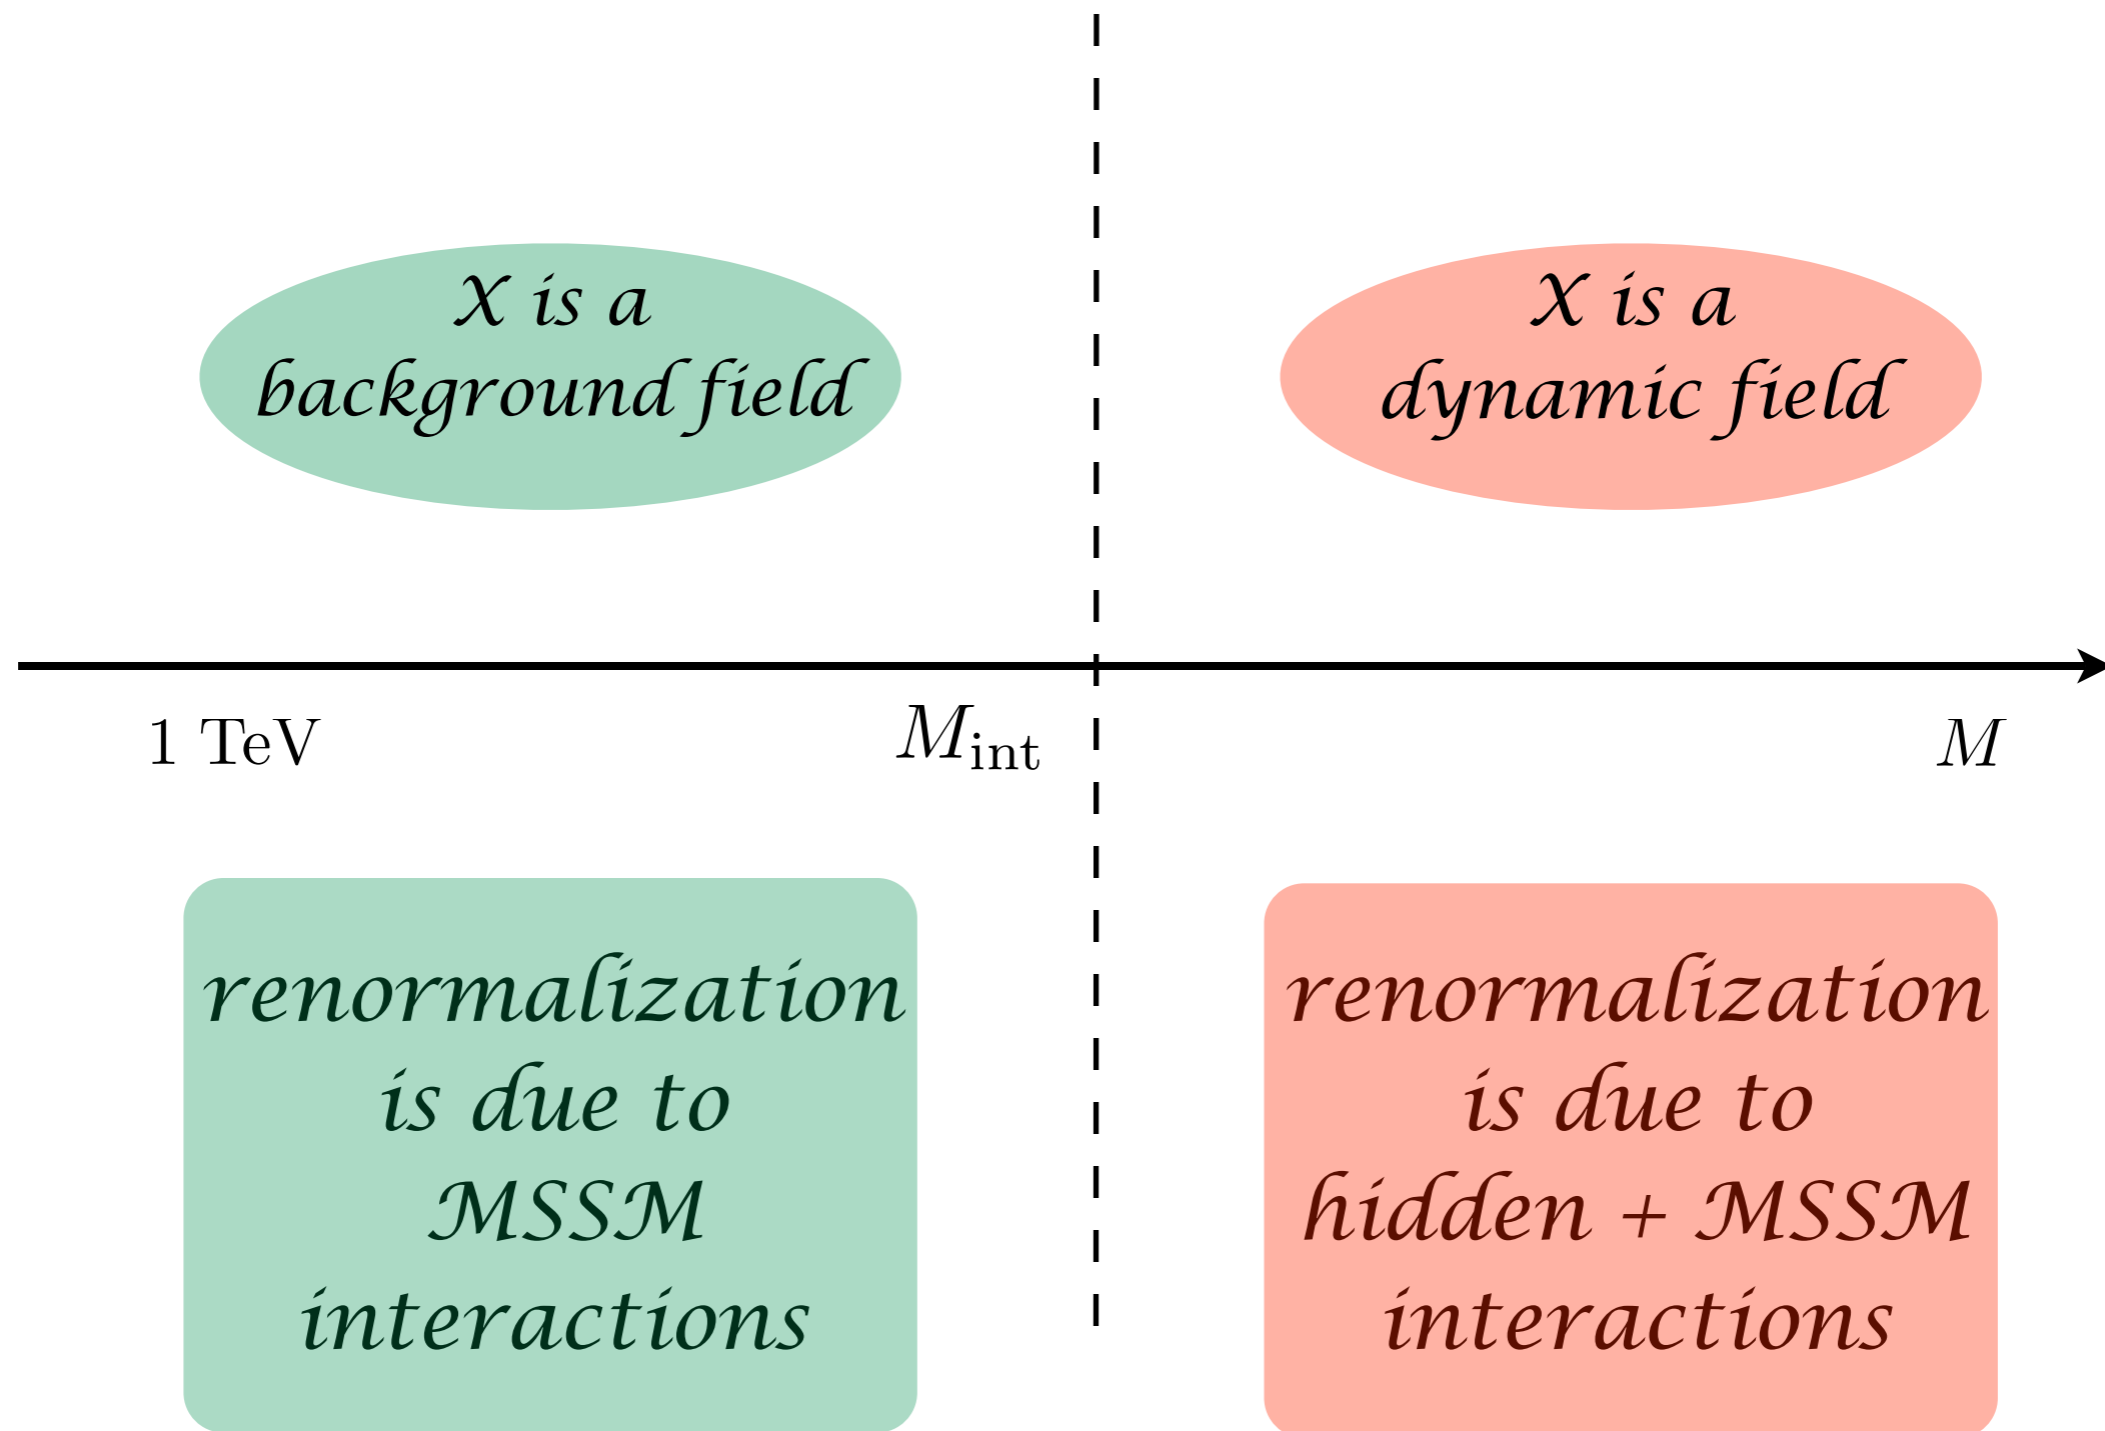 X is a
background field
X is a
dynamic field
1 TeV
M_int
M
renormalization
is due to
MSSM
interactions
renormalization
is due to
hidden + MSSM
interactions